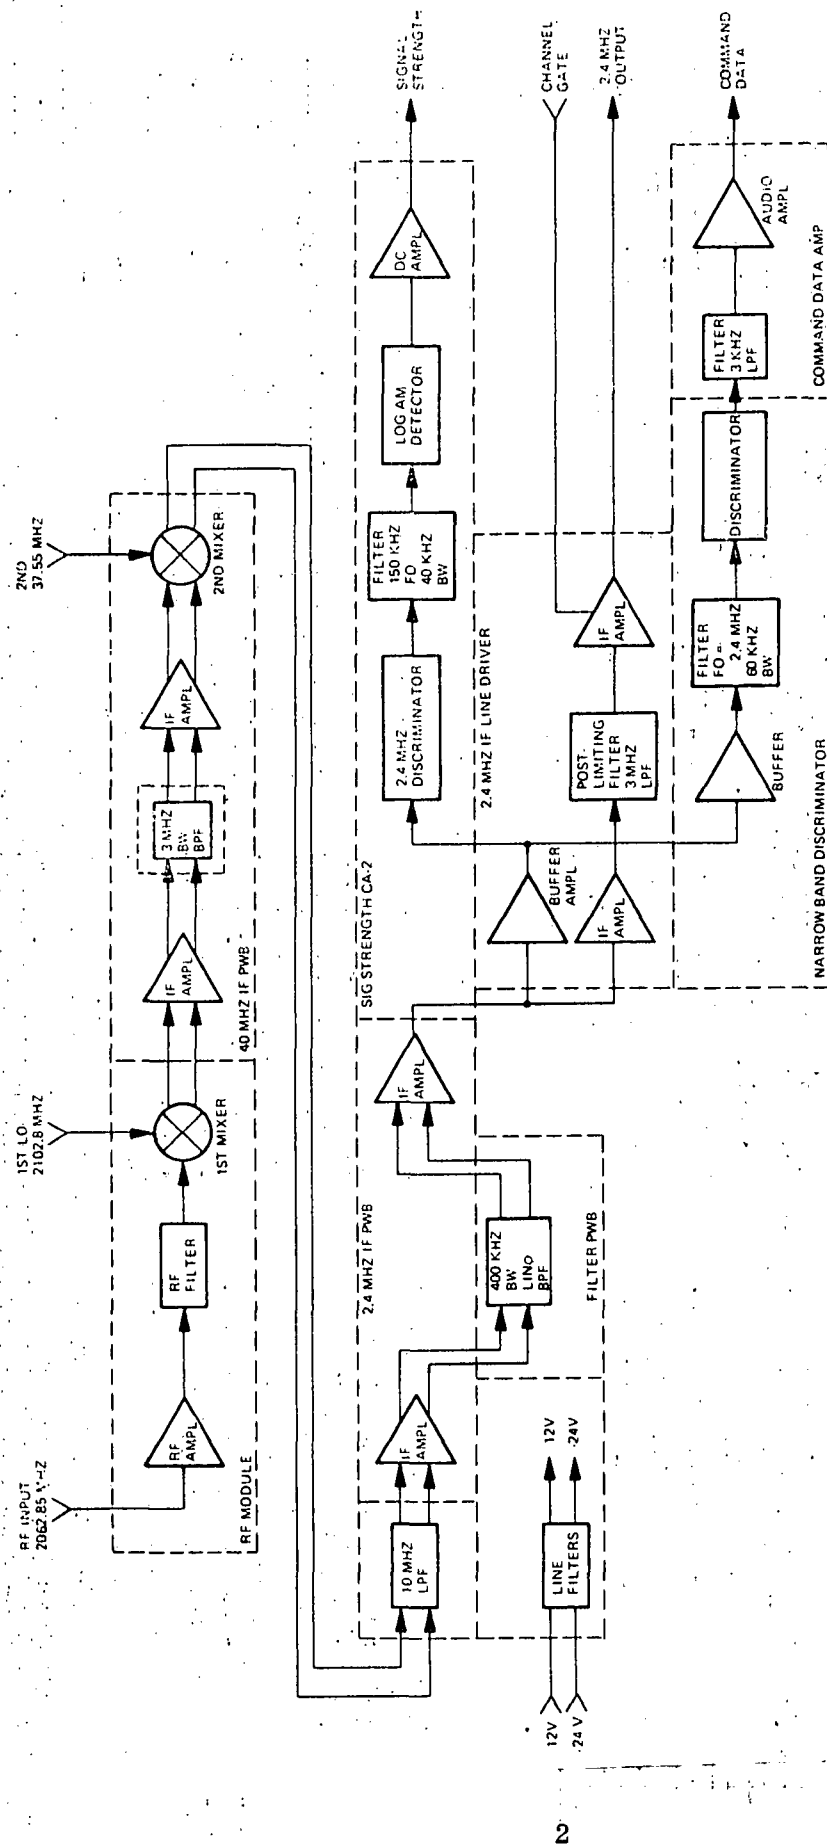 RF INPUT
2062.85 MHZ
RF
AMPL
RF
FILTER
1ST LO
2102.8 MHZ
1ST MIXER
RF MODULE
IF
AMPL
3 MHZ
BW
BPF
IF
AMPL
2ND
37.55 MHZ
2ND MIXER
40 MHZ IF PWB
10 MHZ
LPF
IF
AMPL
2.4 MHZ IF PWB
400 KHZ
BW
BPF
FILTER PWB
IF
AMPL
SIG STRENGTH CA-2
2.4 MHZ
DISCRIMINATOR
FILTER
150 KHZ
FO
40 KHZ
BW
LOG AM
DETECTOR
DC
AMPL
SIGNAL
STRENGTH
2.4 MHZ IF LINE DRIVER
BUFFER
AMPL
IF
AMPL
POST-
LIMITING
FILTER
3 MHZ
LPF
IF
AMPL
CHANNEL
GATE
2.4 MHZ
OUTPUT
BUFFER
FILTER
FO =
2.4 MHZ
60 KHZ
BW
DISCRIMINATOR
NARROW BAND DISCRIMINATOR
FILTER
3 KHZ
LPF
AUDIO
AMPL
COMMAND DATA AMP
COMMAND
DATA
12V
-24V
LINE
FILTERS
12V
-24V
2